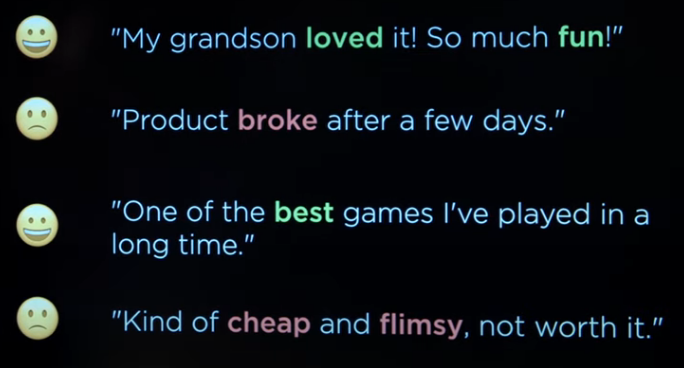 "My grandson loved it! So much fun!"
"Product broke after a few days."
"One of the best games I've played in a
long time."
"Kind of cheap and flimsy, not worth it."